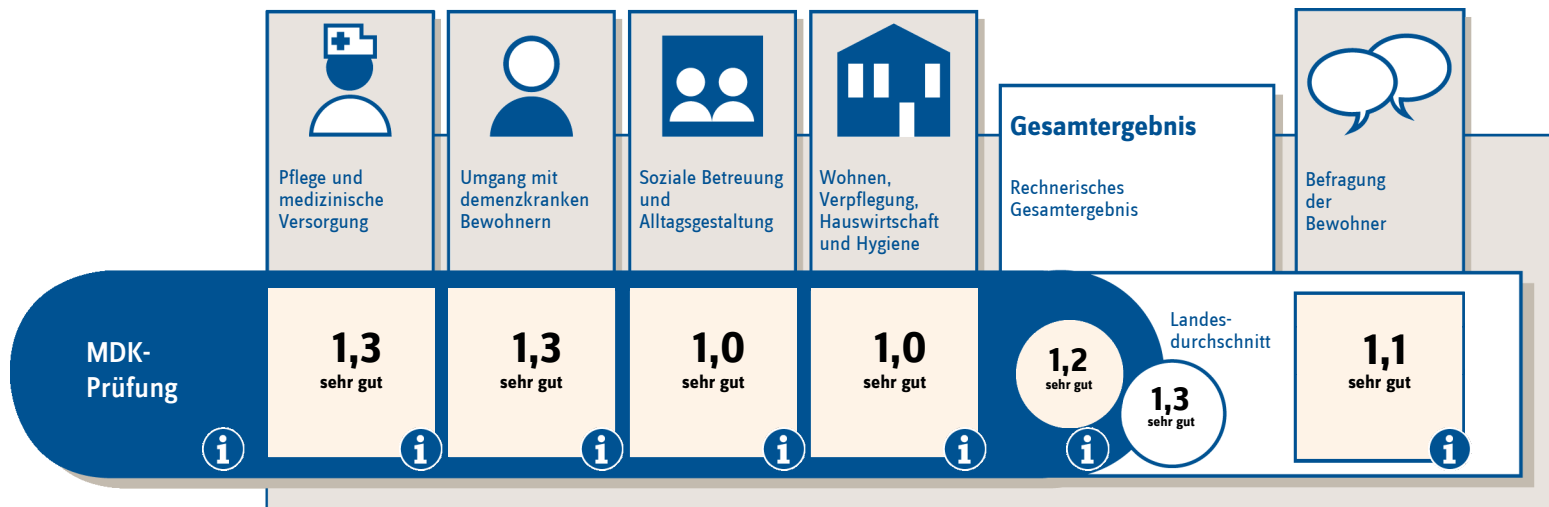 Pflege und
medizinische
Versorgung
Umgang mit
demenzkranken
Bewohnern
Soziale Betreuung
und
Alltagsgestaltung
Wohnen,
Verpflegung,
Hauswirtschaft
und Hygiene
Gesamtergebnis
Rechnerisches
Gesamtergebnis
Befragung
der
Bewohner
MDK-
Prüfung
i
1,3
sehr gut
i
1,3
sehr gut
i
1,0
sehr gut
i
1,0
sehr gut
i
1,2
sehr gut
i
Landes-
durchschnitt
1,3
sehr gut
1,1
sehr gut
i